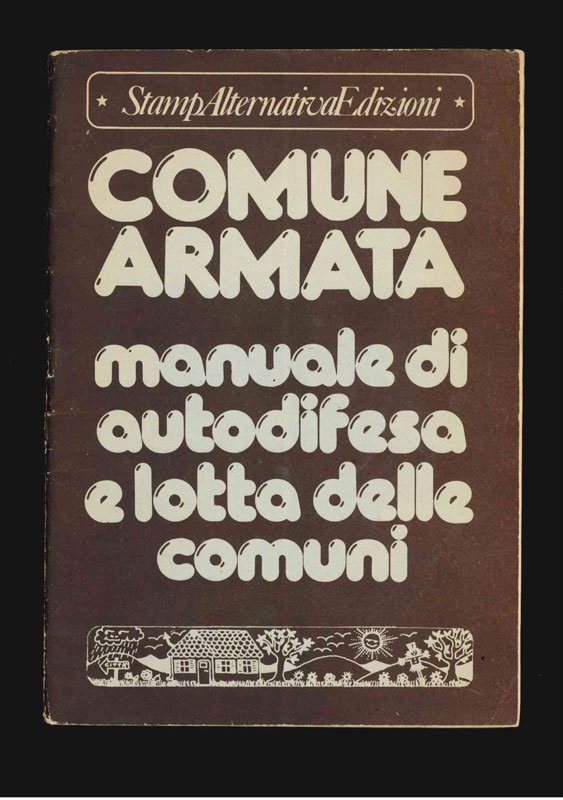 StampAlternativaEdizioni
COMUNE
ARMATA
manuale di
autodifesa
e lotta delle
comuni